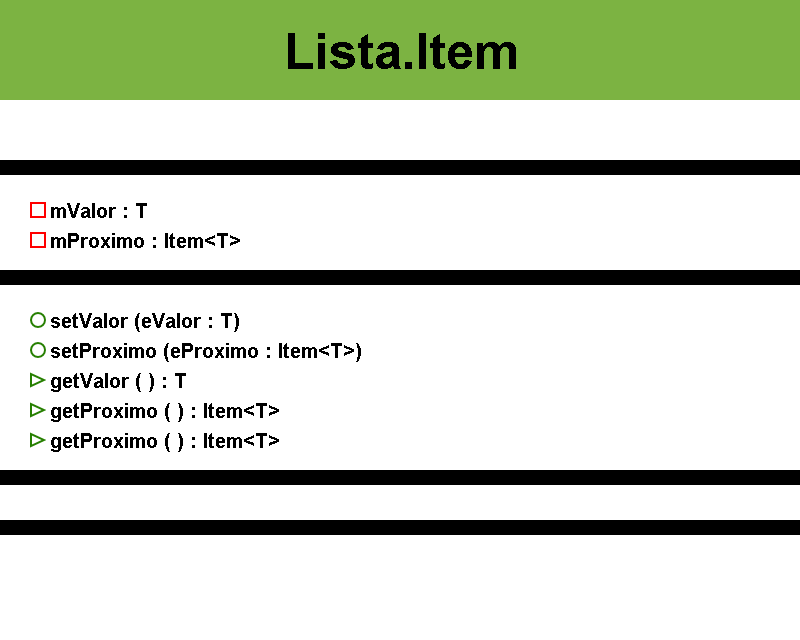 Lista.Item
mValor : T
mProximo : Item<T>
setValor (eValor : T)
setProximo (eProximo : Item<T>)
getValor ( ) : T
getProximo ( ) : Item<T>
getProximo ( ) : Item<T>